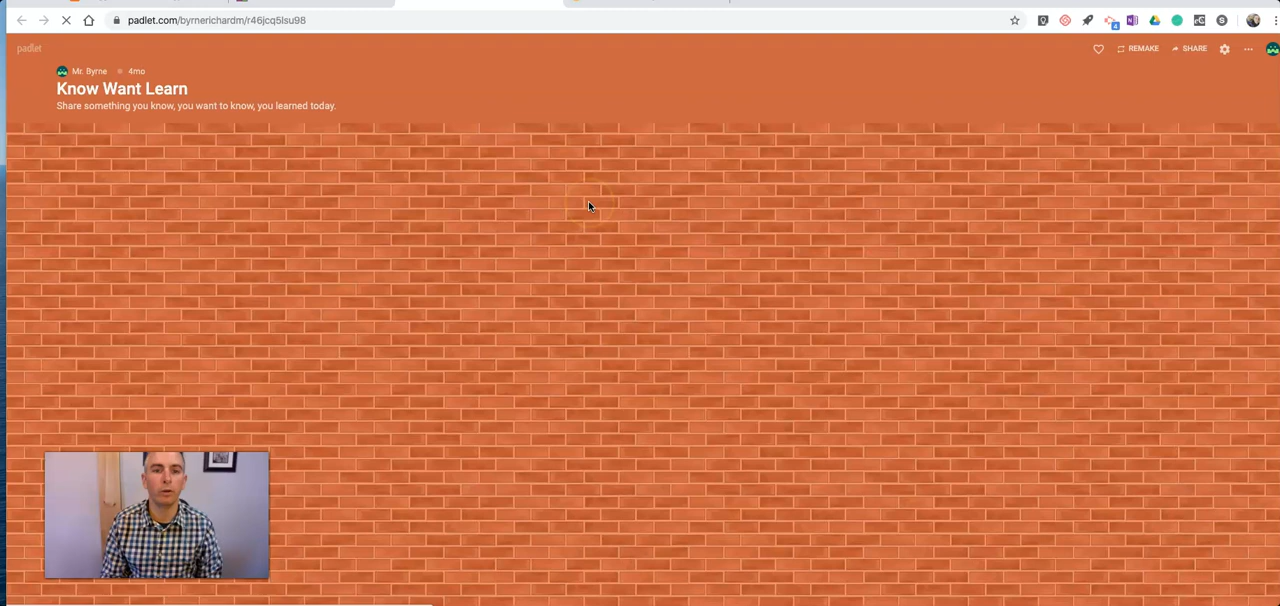 padlet.com/byrnerichardm/r46jcq5lsu98
padlet
REMAKE
SHARE
Mr. Byrne
4mo
Know Want Learn
Share something you know, you want to know, you learned today.